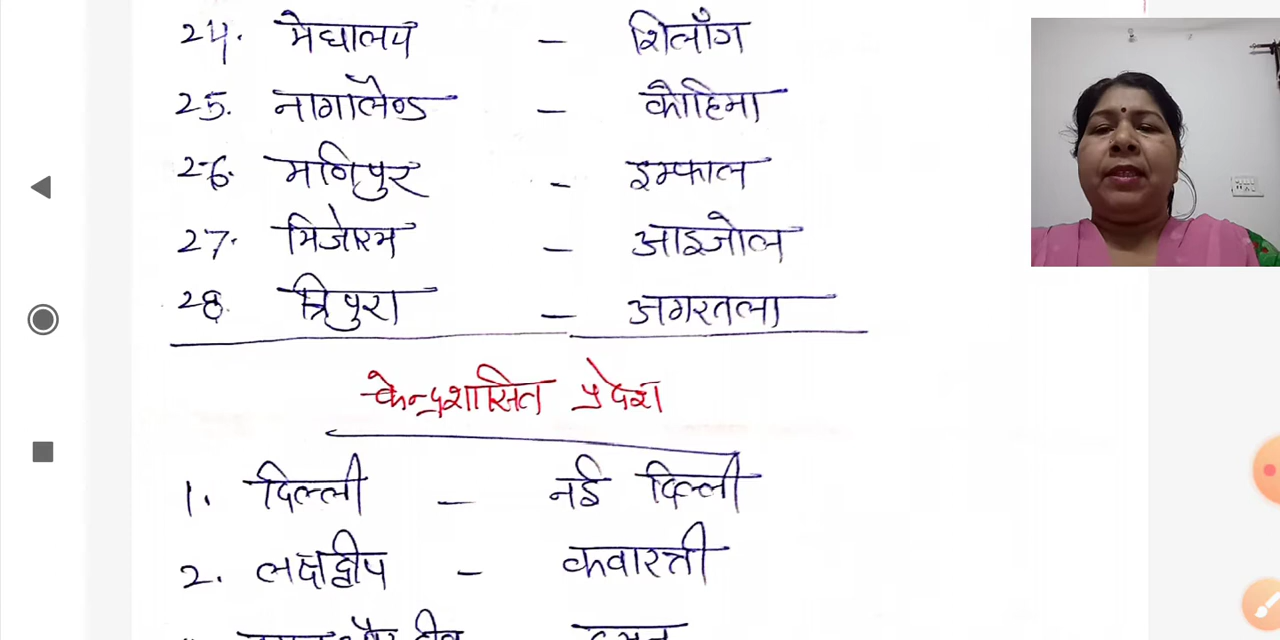 24. मेघालय - शिलाँग
25. नागालैण्ड - कोहिमा
26. मनिपुर - इम्फाल
27. मिजोरम - आइजोल
28. त्रिपुरा - अगरतला
केन्द्रशासित प्रदेश
1. दिल्ली - नई दिल्ली
2. लक्षद्वीप - कवारत्ती